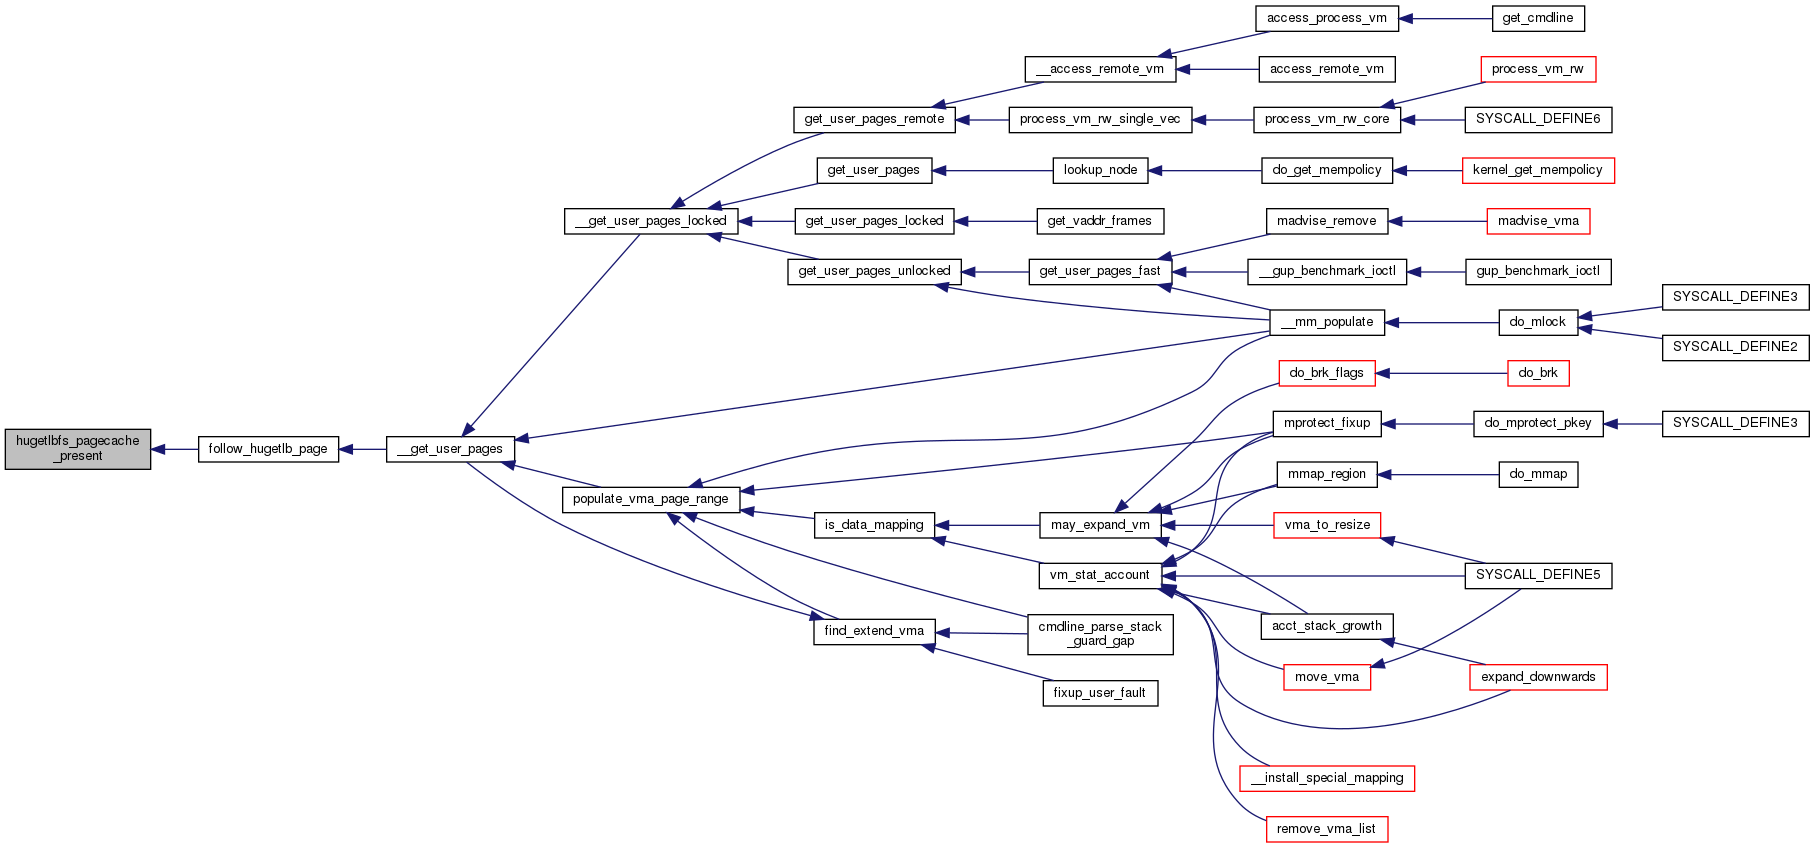 access_process_vm
get_cmdline
__access_remote_vm
access_remote_vm
process_vm_rw
get_user_pages_remote
process_vm_rw_single_vec
process_vm_rw_core
SYSCALL_DEFINE6
get_user_pages
lookup_node
do_get_mempolicy
kernel_get_mempolicy
__get_user_pages_locked
get_user_pages_locked
get_vaddr_frames
madvise_remove
madvise_vma
get_user_pages_unlocked
get_user_pages_fast
__gup_benchmark_ioctl
gup_benchmark_ioctl
SYSCALL_DEFINE3
__mm_populate
do_mlock
SYSCALL_DEFINE2
do_brk_flags
do_brk
mprotect_fixup
do_mprotect_pkey
SYSCALL_DEFINE3
hugetlbfs_pagecache
_present
follow_hugetlb_page
__get_user_pages
mmap_region
do_mmap
populate_vma_page_range
is_data_mapping
may_expand_vm
vma_to_resize
vm_stat_account
SYSCALL_DEFINE5
find_extend_vma
cmdline_parse_stack
_guard_gap
acct_stack_growth
move_vma
expand_downwards
fixup_user_fault
__install_special_mapping
remove_vma_list